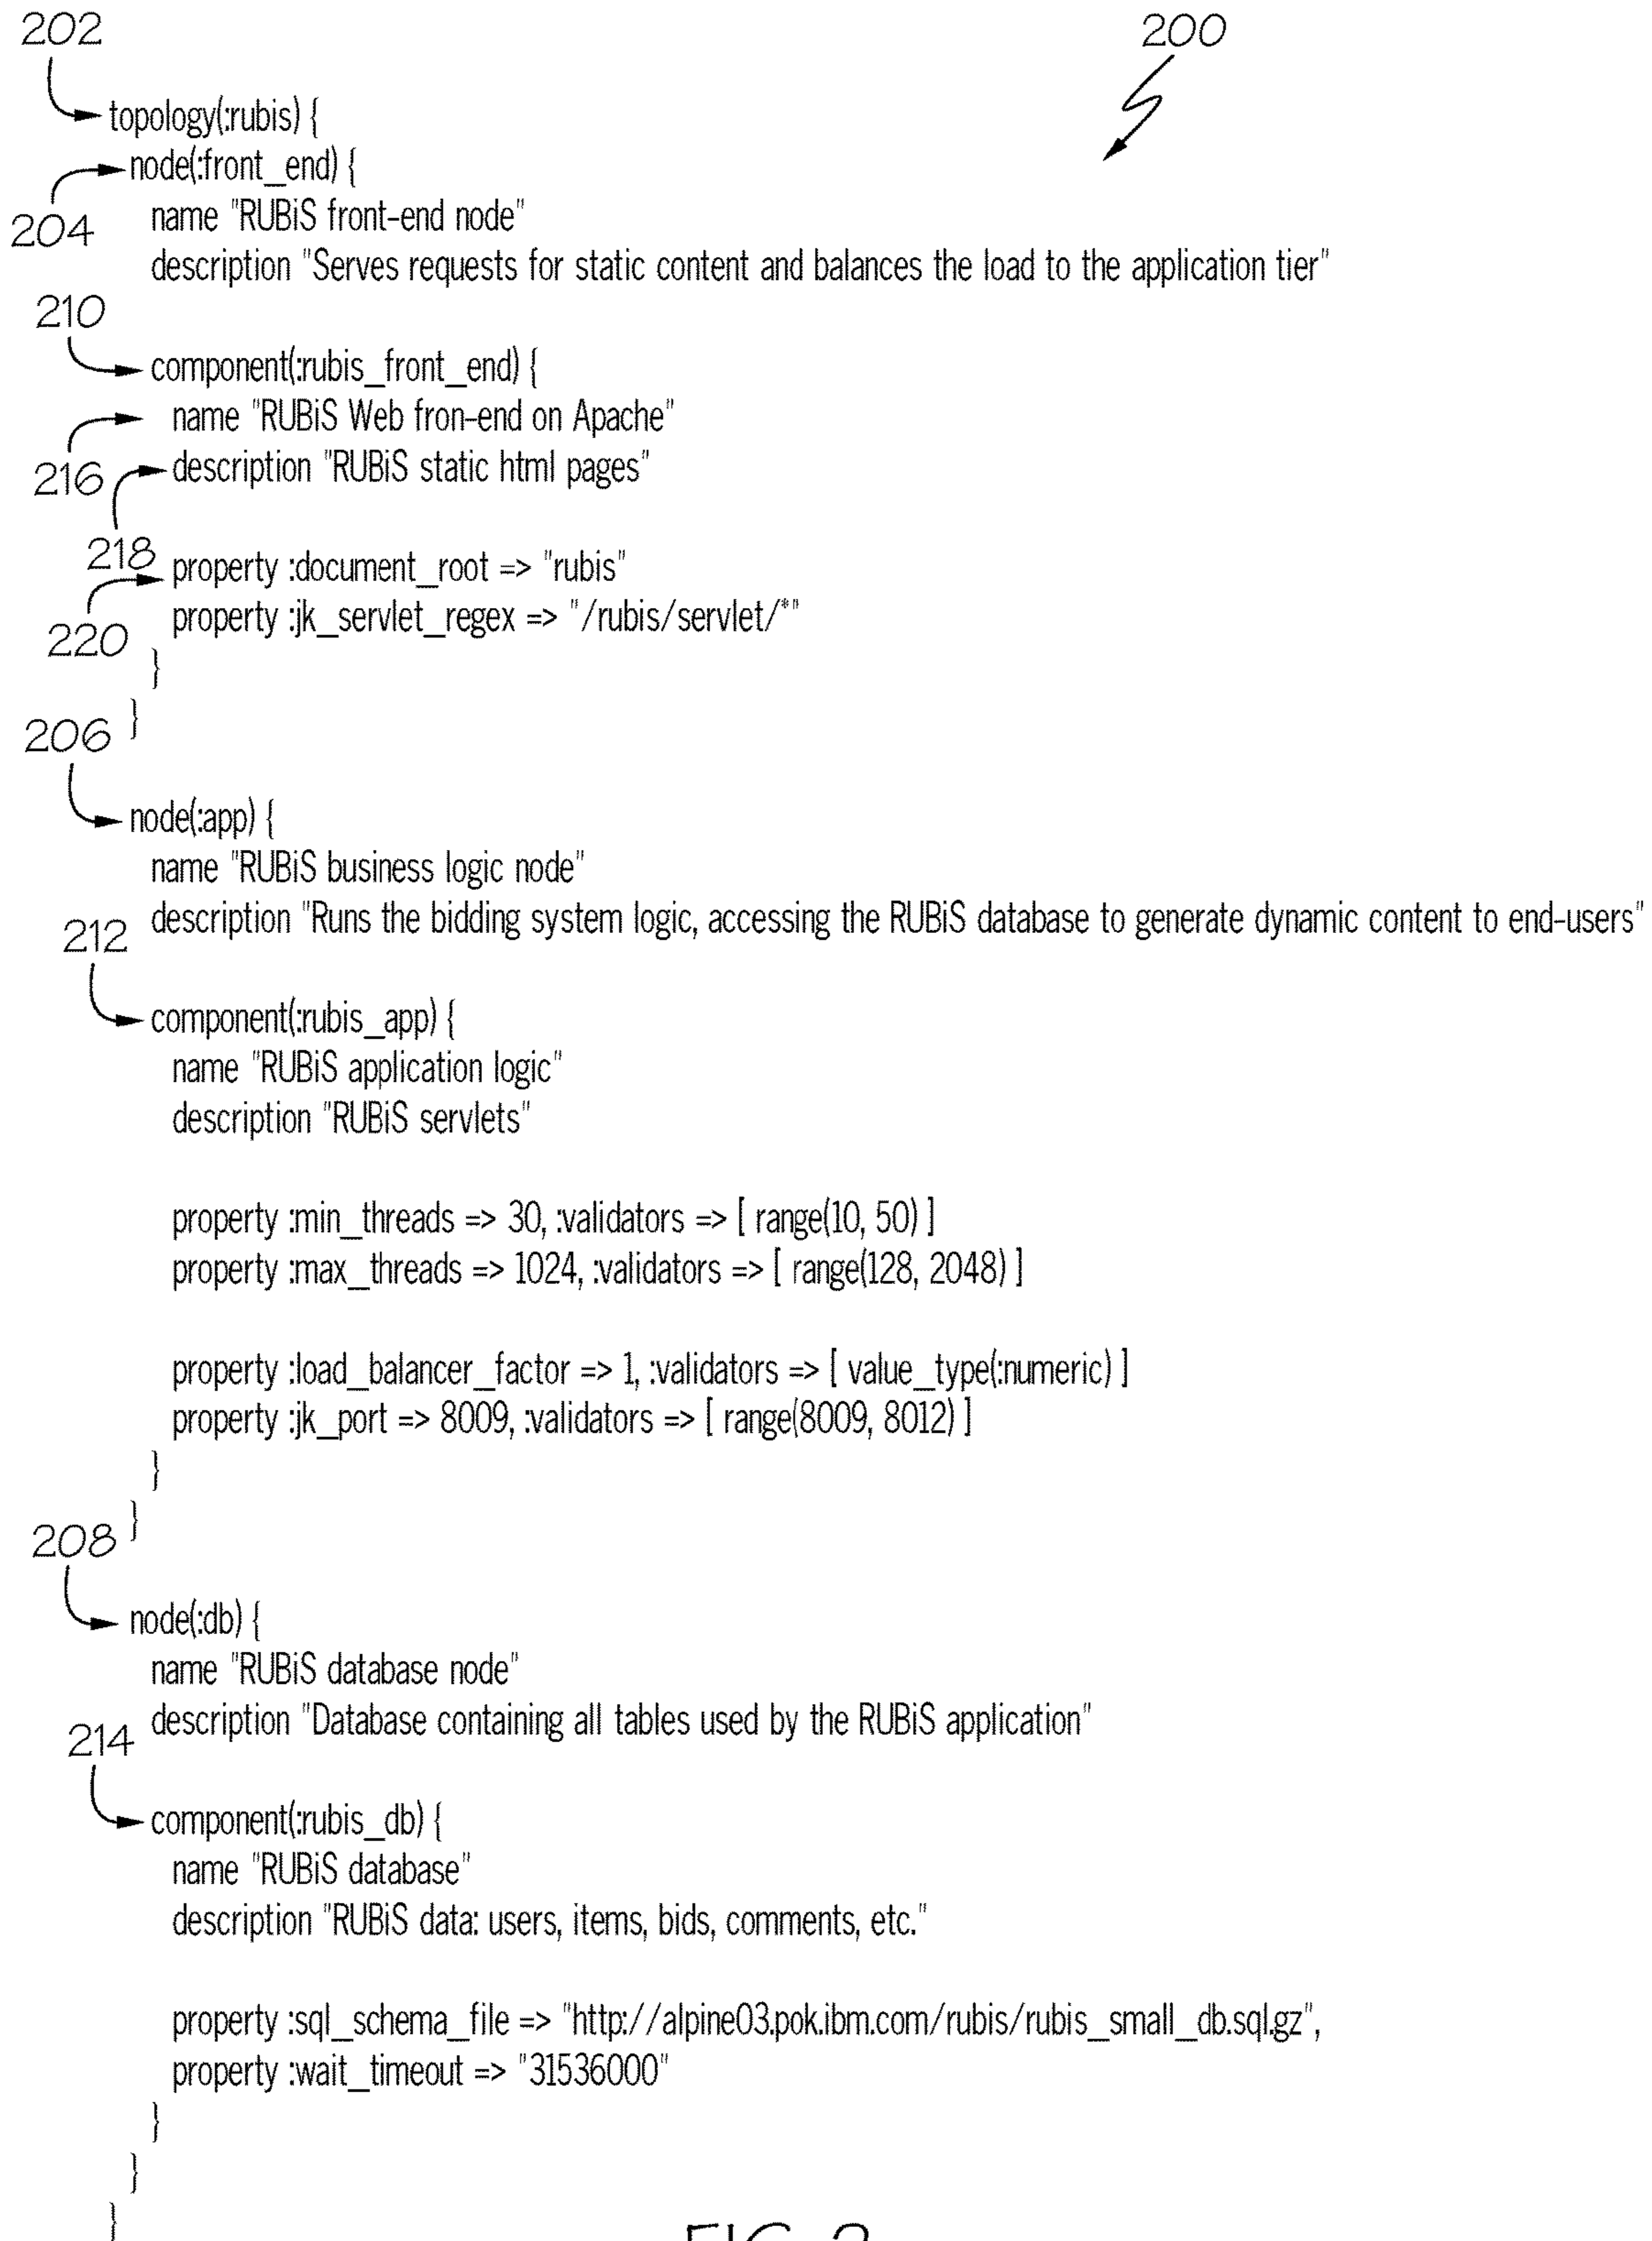 202
200
topology(:rubis) {
node(:front_end) {
204
name "RUBiS front-end node"
description "Serves requests for static content and balances the load to the application tier"
210
component(:rubis_front_end) {
name "RUBiS Web fron-end on Apache"
216
description "RUBiS static html pages"
218
property :document_root => "rubis"
property :jk_servlet_regex => "/rubis/servlet/*"
220
}
}
206
node(:app) {
name "RUBiS business logic node"
description "Runs the bidding system logic, accessing the RUBiS database to generate dynamic content to end-users"
212
component(:rubis_app) {
name "RUBiS application logic"
description "RUBiS servlets"
property :min_threads => 30, :validators => [ range(10, 50) ]
property :max_threads => 1024, :validators => [ range(128, 2048) ]
property :load_balancer_factor => 1, :validators => [ value_type(:numeric) ]
property :jk_port => 8009, :validators => [ range(8009, 8012) ]
}
}
208
node(:db) {
name "RUBiS database node"
description "Database containing all tables used by the RUBiS application"
214
component(:rubis_db) {
name "RUBiS database"
description "RUBiS data: users, items, bids, comments, etc."
property :sql_schema_file => "http://alpine03.pok.ibm.com/rubis/rubis_small_db.sql.gz",
property :wait_timeout => "31536000"
}
}
}